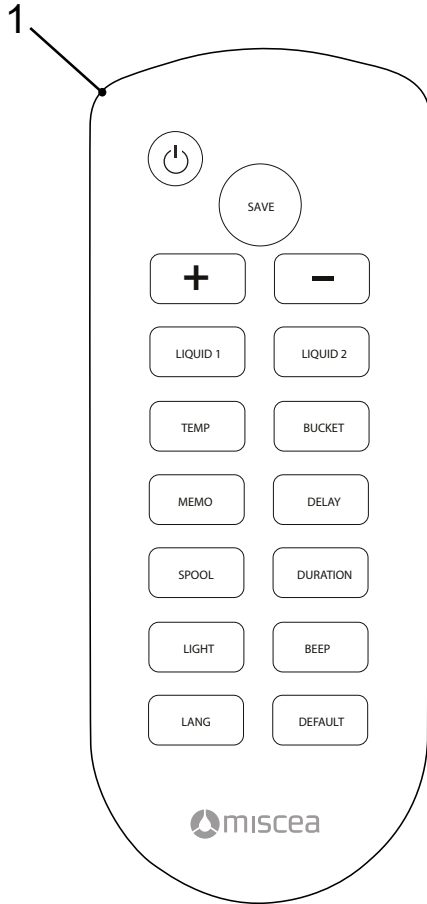 1
SAVE
+ −
LIQUID 1 LIQUID 2
TEMP BUCKET
MEMO DELAY
SPOOL DURATION
LIGHT BEEP
LANG DEFAULT
miscea